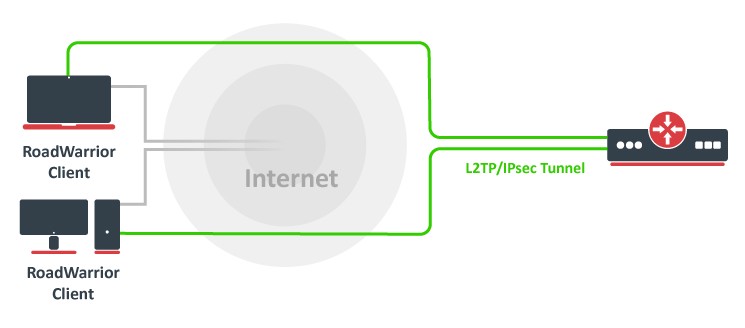 RoadWarrior
Client
Internet
L2TP/IPsec Tunnel
RoadWarrior
Client